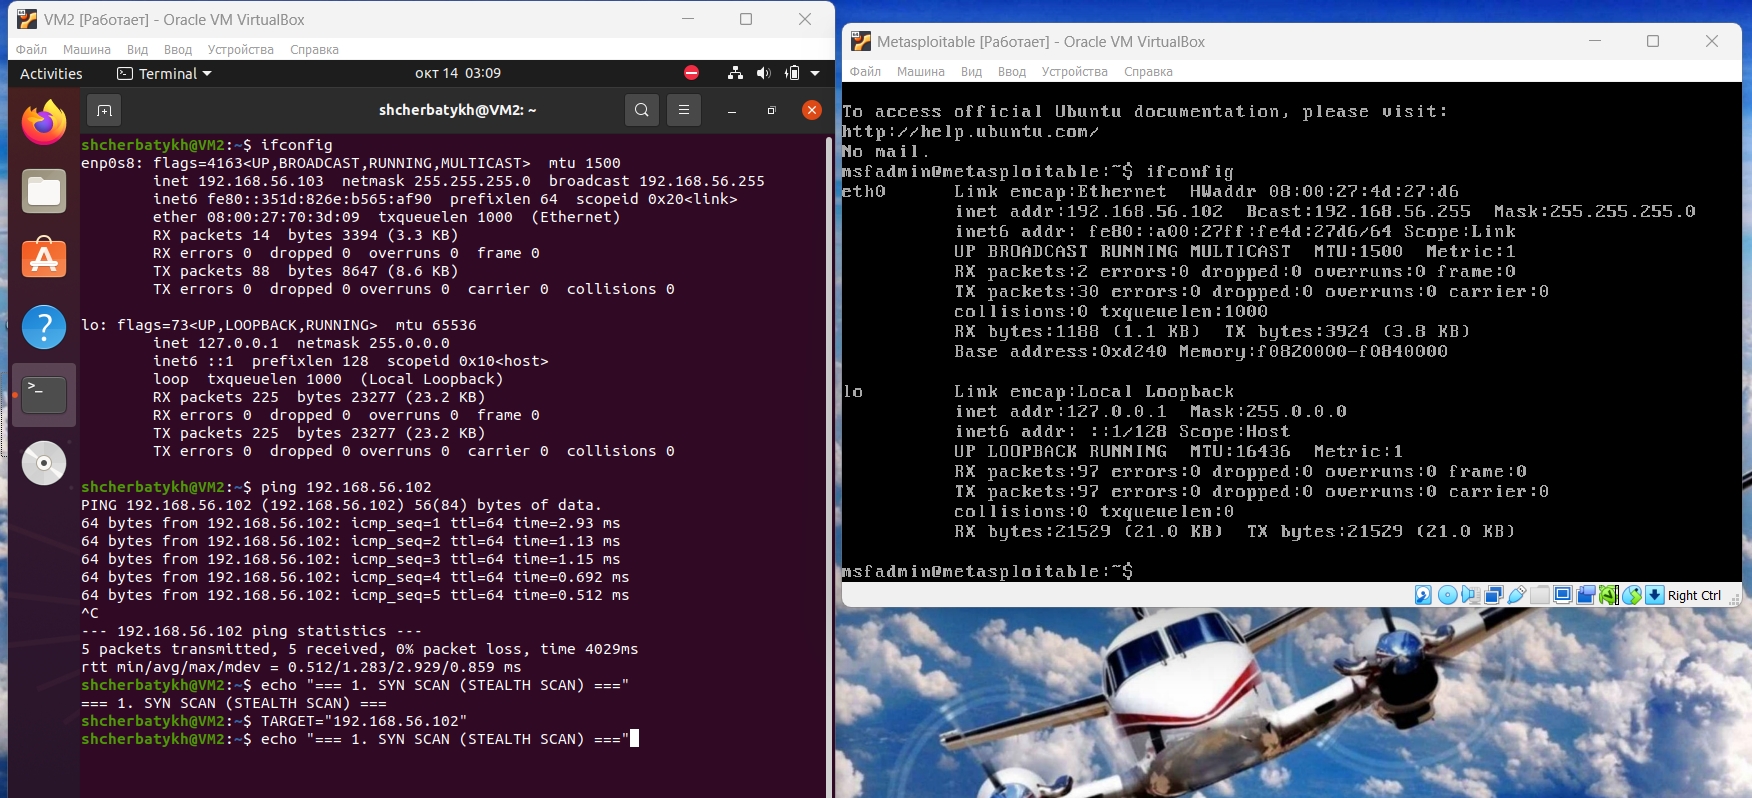 VM2 [Работает] - Oracle VM VirtualBox
Файл Машина Вид Ввод Устройства Справка
Activities Terminal окт 14 03:09
shcherbatykh@VM2: ~
shcherbatykh@VM2:~$ ifconfig
enp0s8: flags=4163<UP,BROADCAST,RUNNING,MULTICAST>  mtu 1500
inet 192.168.56.103  netmask 255.255.255.0  broadcast 192.168.56.255
inet6 fe80::351d:826e:b565:af90  prefixlen 64  scopeid 0x20<link>
ether 08:00:27:70:3d:09  txqueuelen 1000  (Ethernet)
RX packets 14  bytes 3394 (3.3 KB)
RX errors 0  dropped 0  overruns 0  frame 0
TX packets 88  bytes 8647 (8.6 KB)
TX errors 0  dropped 0 overruns 0  carrier 0  collisions 0
lo: flags=73<UP,LOOPBACK,RUNNING>  mtu 65536
inet 127.0.0.1  netmask 255.0.0.0
inet6 ::1  prefixlen 128  scopeid 0x10<host>
loop  txqueuelen 1000  (Local Loopback)
RX packets 225  bytes 23277 (23.2 KB)
RX errors 0  dropped 0  overruns 0  frame 0
TX packets 225  bytes 23277 (23.2 KB)
TX errors 0  dropped 0 overruns 0  carrier 0  collisions 0
shcherbatykh@VM2:~$ ping 192.168.56.102
PING 192.168.56.102 (192.168.56.102) 56(84) bytes of data.
64 bytes from 192.168.56.102: icmp_seq=1 ttl=64 time=2.93 ms
64 bytes from 192.168.56.102: icmp_seq=2 ttl=64 time=1.13 ms
64 bytes from 192.168.56.102: icmp_seq=3 ttl=64 time=1.15 ms
64 bytes from 192.168.56.102: icmp_seq=4 ttl=64 time=0.692 ms
64 bytes from 192.168.56.102: icmp_seq=5 ttl=64 time=0.512 ms
^C
--- 192.168.56.102 ping statistics ---
5 packets transmitted, 5 received, 0% packet loss, time 4029ms
rtt min/avg/max/mdev = 0.512/1.283/2.929/0.859 ms
shcherbatykh@VM2:~$ echo "=== 1. SYN SCAN (STEALTH SCAN) ==="
=== 1. SYN SCAN (STEALTH SCAN) ===
shcherbatykh@VM2:~$ TARGET="192.168.56.102"
shcherbatykh@VM2:~$ echo "=== 1. SYN SCAN (STEALTH SCAN) ==="
Metasploitable [Работает] - Oracle VM VirtualBox
Файл Машина Вид Ввод Устройства Справка
To access official Ubuntu documentation, please visit:
http://help.ubuntu.com/
No mail.
msfadmin@metasploitable:~$ ifconfig
eth0 Link encap:Ethernet  HWaddr 08:00:27:4d:27:d6
inet addr:192.168.56.102  Bcast:192.168.56.255  Mask:255.255.255.0
inet6 addr: fe80::a00:27ff:fe4d:27d6/64 Scope:Link
UP BROADCAST RUNNING MULTICAST  MTU:1500  Metric:1
RX packets:2 errors:0 dropped:0 overruns:0 frame:0
TX packets:30 errors:0 dropped:0 overruns:0 carrier:0
collisions:0 txqueuelen:1000
RX bytes:1188 (1.1 KB)  TX bytes:3924 (3.8 KB)
Base address:0xd240 Memory:f0820000-f0840000
lo Link encap:Local Loopback
inet addr:127.0.0.1  Mask:255.0.0.0
inet6 addr: ::1/128 Scope:Host
UP LOOPBACK RUNNING  MTU:16436  Metric:1
RX packets:97 errors:0 dropped:0 overruns:0 frame:0
TX packets:97 errors:0 dropped:0 overruns:0 carrier:0
collisions:0 txqueuelen:0
RX bytes:21529 (21.0 KB)  TX bytes:21529 (21.0 KB)
msfadmin@metasploitable:~$
Right Ctrl